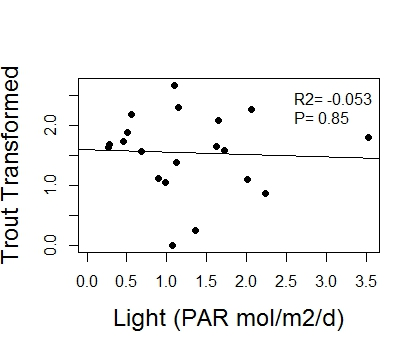 R2= -0.053
P= 0.85
Trout Transformed
0.0 1.0 2.0
0.0 0.5 1.0 1.5 2.0 2.5 3.0 3.5
Light (PAR mol/m2/d)